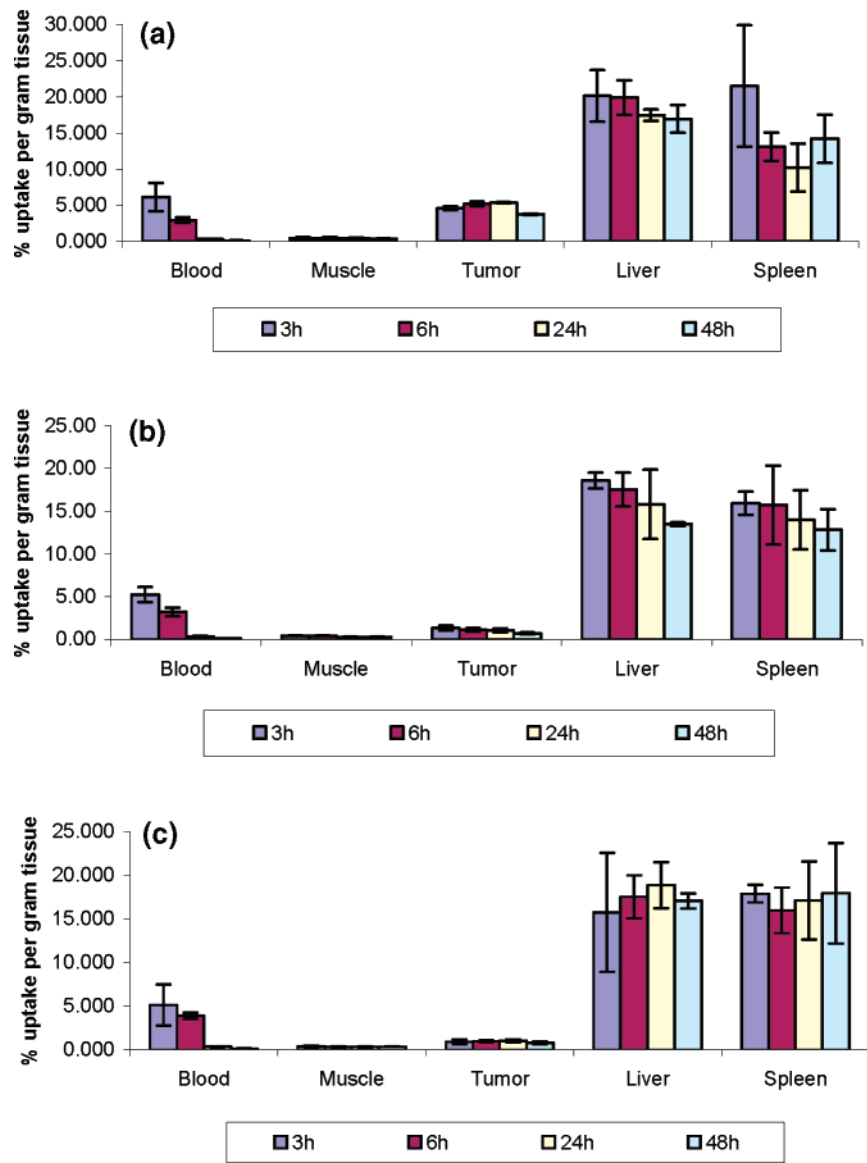 (a)
% uptake per gram tissue
30.000
25.000
20.000
15.000
10.000
5.000
0.000
Blood Muscle Tumor Liver Spleen
3h 6h 24h 48h
(b)
% uptake per gram tissue
25.00
20.00
15.00
10.00
5.00
0.00
Blood Muscle Tumor Liver Spleen
3h 6h 24h 48h
(c)
% uptake per gram tissue
25.000
20.000
15.000
10.000
5.000
0.000
Blood Muscle Tumor Liver Spleen
3h 6h 24h 48h